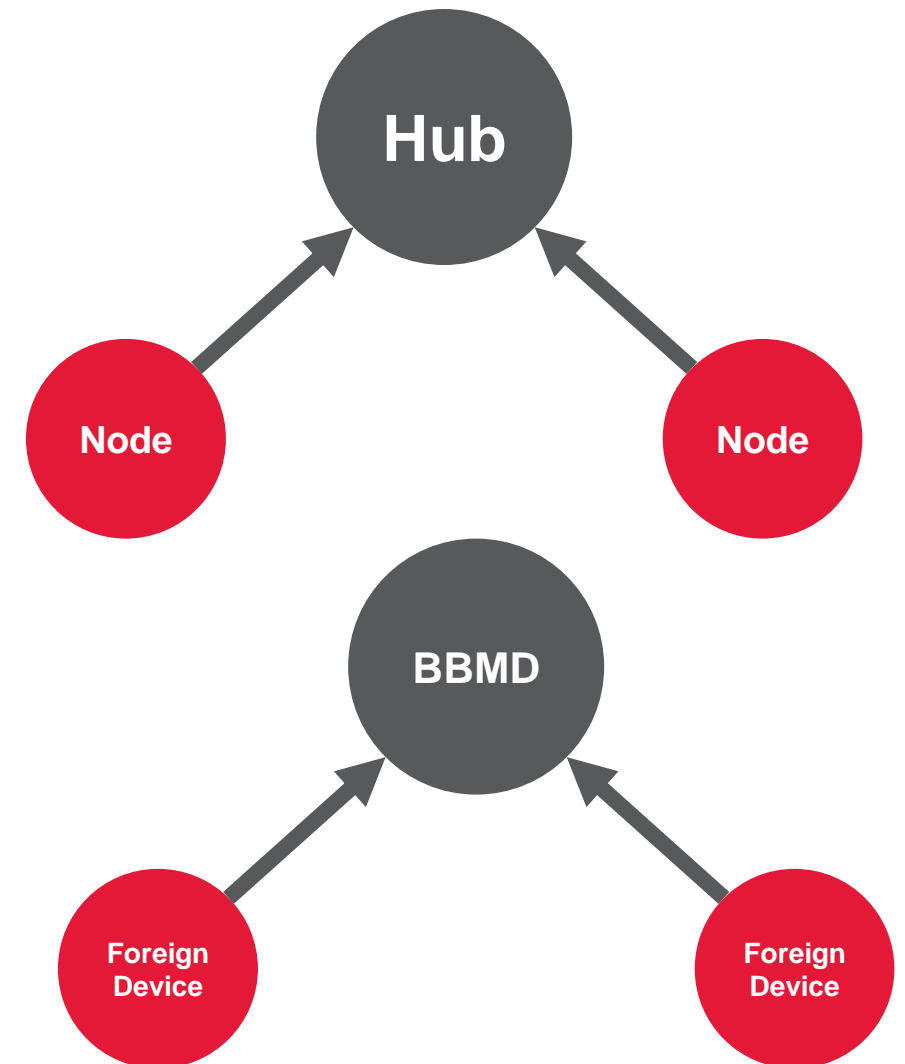 Hub
Node
Node
BBMD
Foreign
Device
Foreign
Device